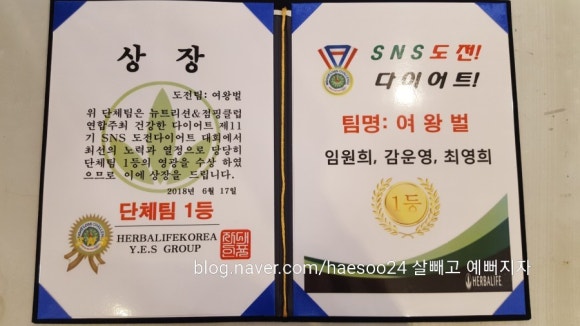 상 장
도전팀: 여왕벌
위 단체팀은 뉴트리션&점핑클럽
연합주최 건강한 다이어트 제11
기 SNS 도전다이어트 대회에서
최선의 노력과 열정으로 당당히
단체팀 1등의 영광을 수상 하였
으므로 이에 상장을 드립니다.
2018년 6월 17일
단체팀 1등
HERBALIFEKOREA
Y.E.S GROUP
SNS도전!
다이어트!
팀명: 여 왕 벌
임원희, 감운영, 최영희
1등
HERBALIFE
blog.naver.com/haesoo24 살빼고 예뻐지자